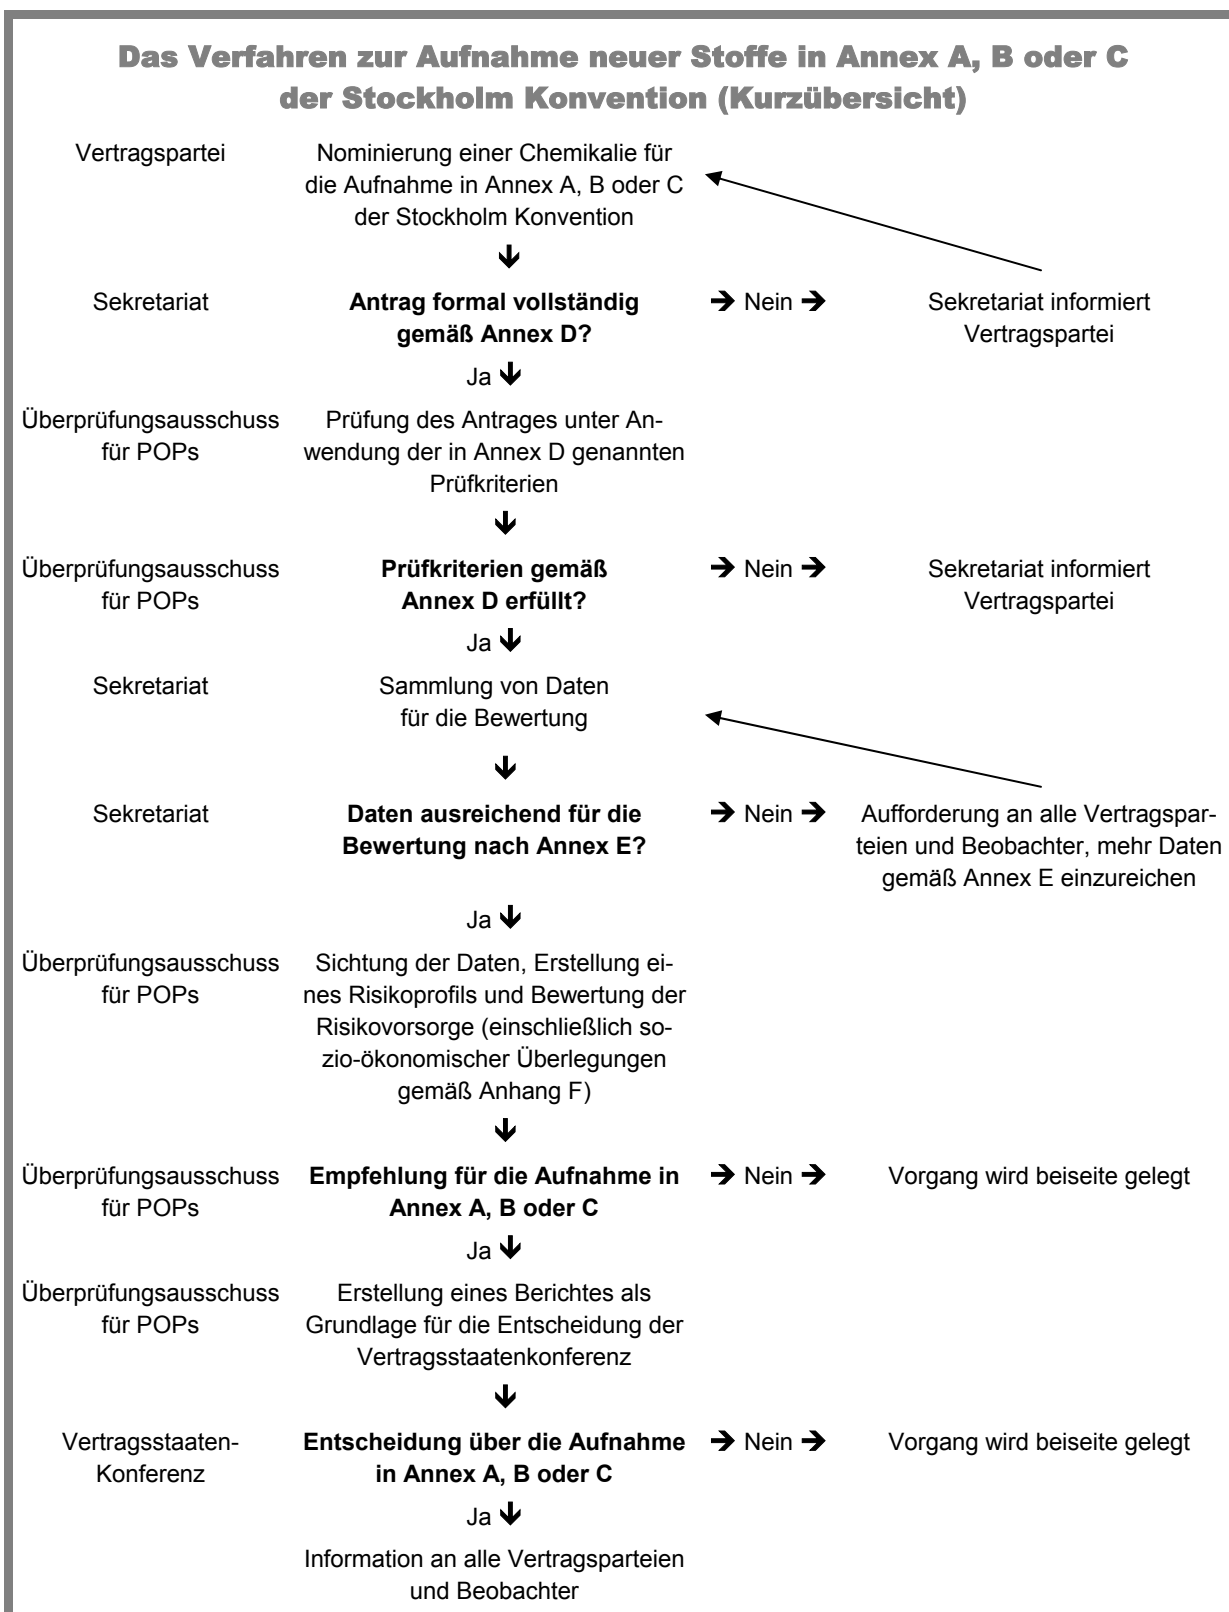 Das Verfahren zur Aufnahme neuer Stoffe in Annex A, B oder C
der Stockholm Konvention (Kurzübersicht)
Vertragspartei
Nominierung einer Chemikalie für
die Aufnahme in Annex A, B oder C
der Stockholm Konvention
Sekretariat
Antrag formal vollständig
gemäß Annex D?
Nein
Sekretariat informiert
Vertragspartei
Ja
Überprüfungsausschuss
für POPs
Prüfung des Antrages unter An-
wendung der in Annex D genannten
Prüfkriterien
Überprüfungsausschuss
für POPs
Prüfkriterien gemäß
Annex D erfüllt?
Nein
Sekretariat informiert
Vertragspartei
Ja
Sekretariat
Sammlung von Daten
für die Bewertung
Sekretariat
Daten ausreichend für die
Bewertung nach Annex E?
Nein
Aufforderung an alle Vertragspar-
teien und Beobachter, mehr Daten
gemäß Annex E einzureichen
Ja
Überprüfungsausschuss
für POPs
Sichtung der Daten, Erstellung ei-
nes Risikoprofils und Bewertung der
Risikovorsorge (einschließlich so-
zio-ökonomischer Überlegungen
gemäß Anhang F)
Überprüfungsausschuss
für POPs
Empfehlung für die Aufnahme in
Annex A, B oder C
Nein
Vorgang wird beiseite gelegt
Ja
Überprüfungsausschuss
für POPs
Erstellung eines Berichtes als
Grundlage für die Entscheidung der
Vertragsstaatenkonferenz
Vertragsstaaten-
Konferenz
Entscheidung über die Aufnahme
in Annex A, B oder C
Nein
Vorgang wird beiseite gelegt
Ja
Information an alle Vertragsparteien
und Beobachter